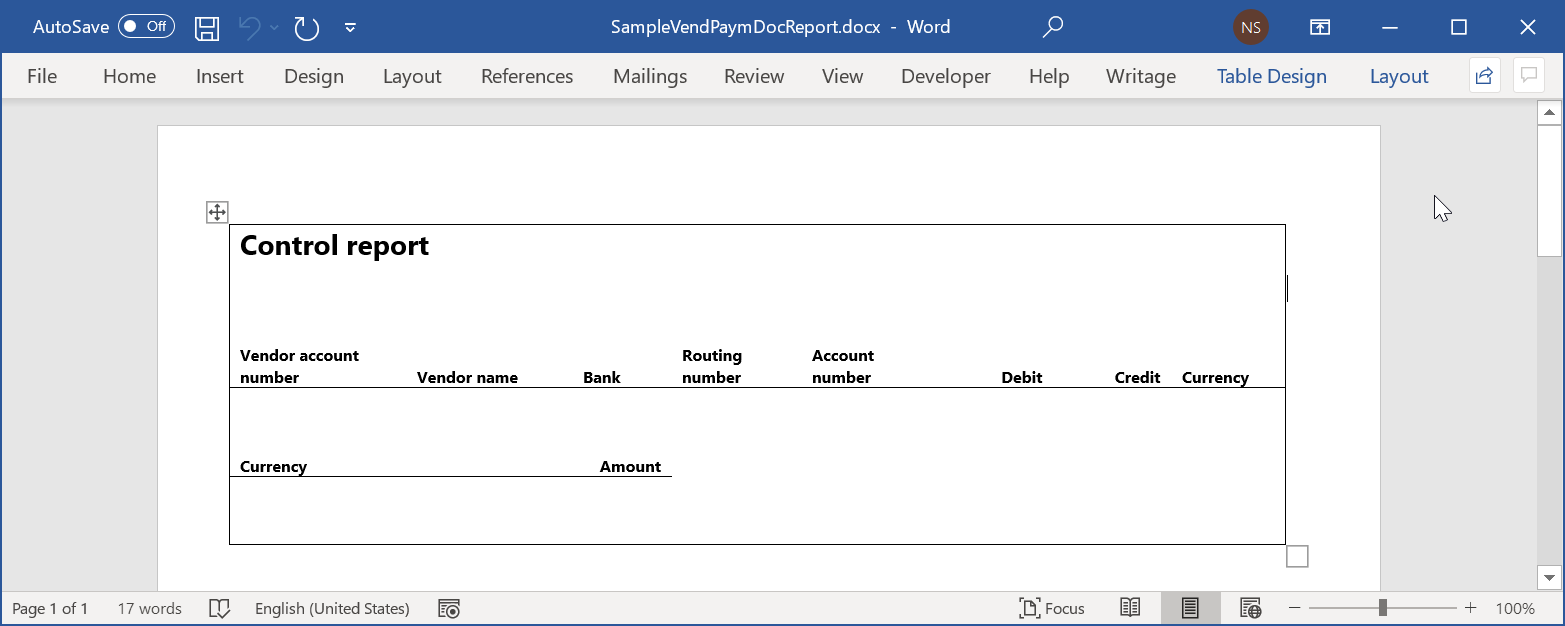 AutoSave Off SampleVendPaymDocReport.docx - Word NS
File Home Insert Design Layout References Mailings Review View Developer Help Writage Table Design Layout
Control report
Vendor account number Vendor name Bank Routing number Account number Debit Credit Currency
Currency Amount
Page 1 of 1 17 words English (United States) Focus 100%